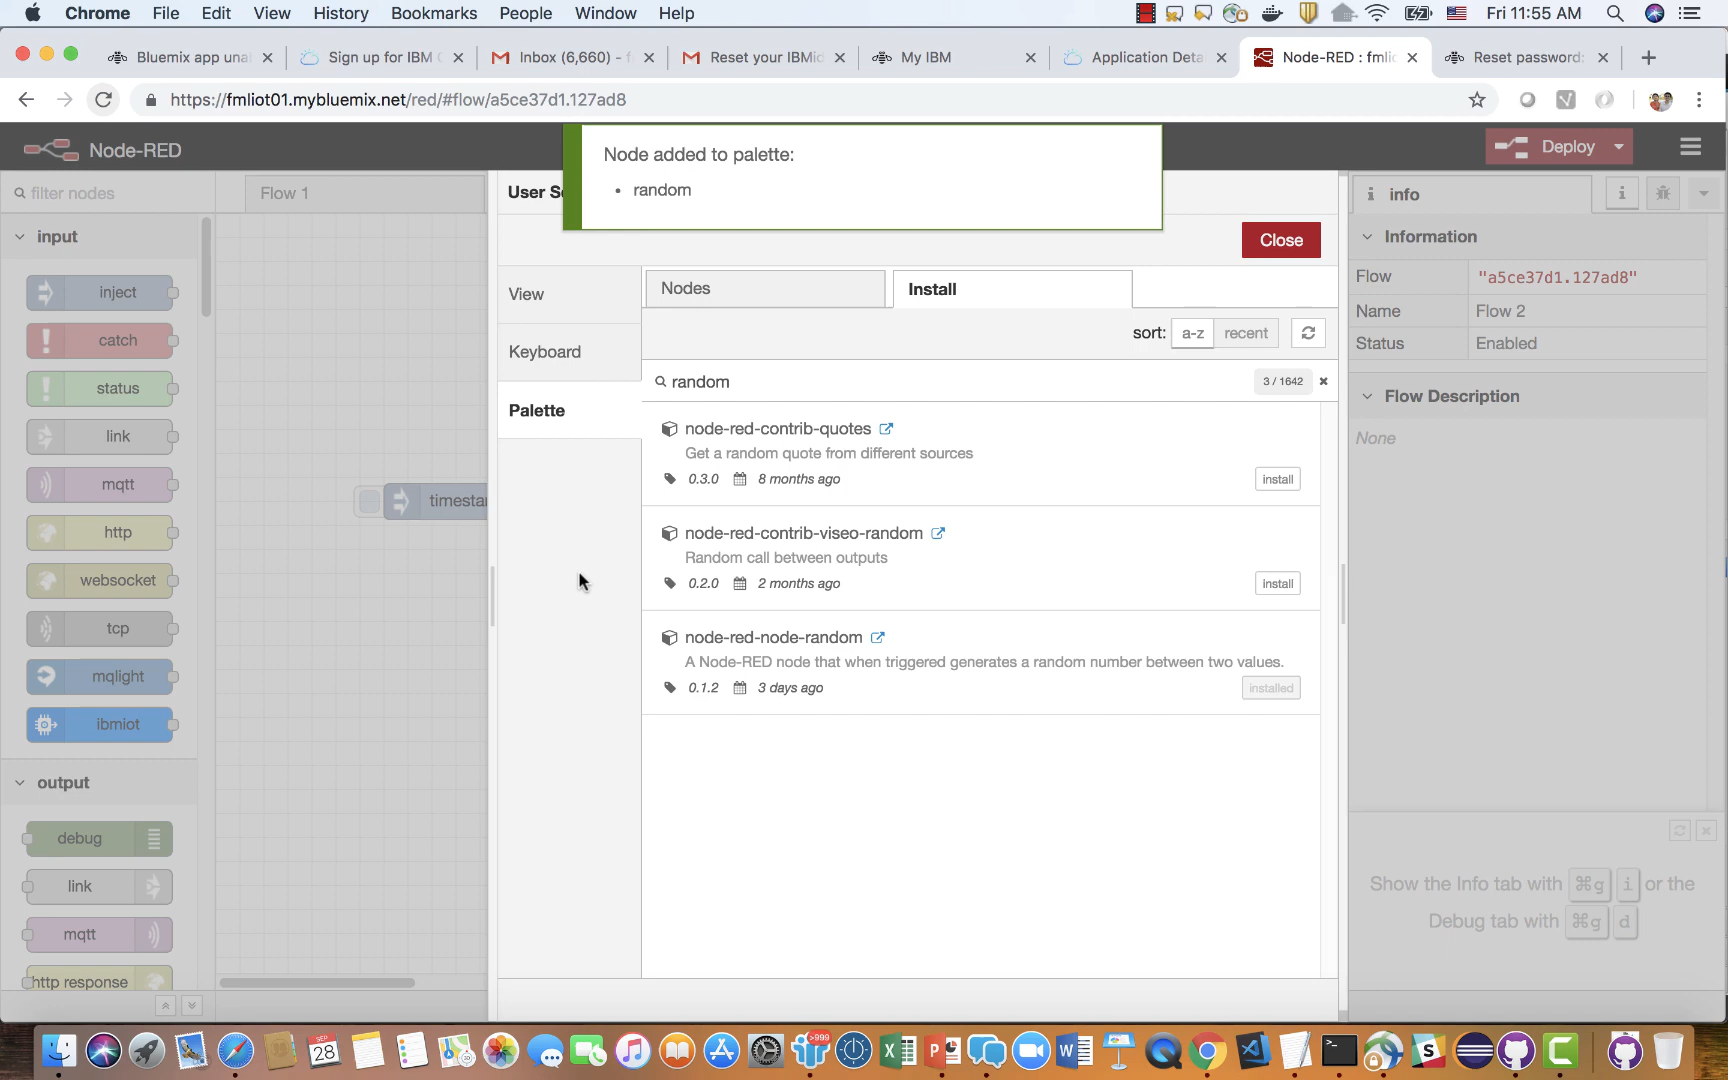 Chrome File Edit View History Bookmarks People Window Help Fri 11:55 AM
Bluemix app una Sign up for IBM C Inbox (6,660) - f Reset your IBMid My IBM Application Deta Node-RED : fmlic Reset password:
https://fmliot01.mybluemix.net/red/#flow/a5ce37d1.127ad8
Node-RED
Deploy
Node added to palette:
• random
filter nodes
Flow 1
User Se
Close
info
input
inject
catch
status
link
mqtt
http
websocket
tcp
mqlight
ibmiot
output
debug
link
mqtt
http response
timestar
View
Keyboard
Palette
Nodes
Install
sort: a-z recent
random
3 / 1642
node-red-contrib-quotes
Get a random quote from different sources
0.3.0 8 months ago
install
node-red-contrib-viseo-random
Random call between outputs
0.2.0 2 months ago
install
node-red-node-random
A Node-RED node that when triggered generates a random number between two values.
0.1.2 3 days ago
installed
Information
Flow "a5ce37d1.127ad8"
Name Flow 2
Status Enabled
Flow Description
None
Show the Info tab with ⌘g i or the
Debug tab with ⌘g d
SEP
28
>999